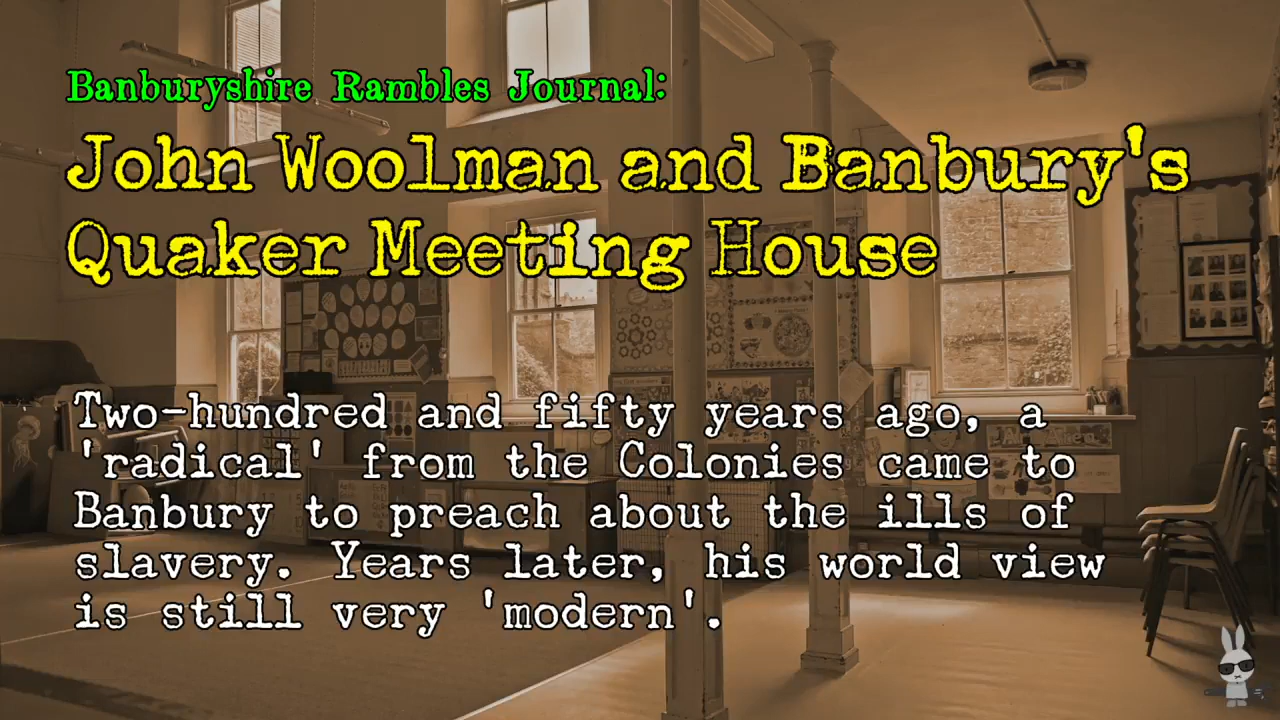 Banburyshire Rambles Journal:
John Woolman and Banbury's
Quaker Meeting House
Two-hundred and fifty years ago, a
'radical' from the Colonies came to
Banbury to preach about the ills of
slavery. Years later, his world view
is still very 'modern'.